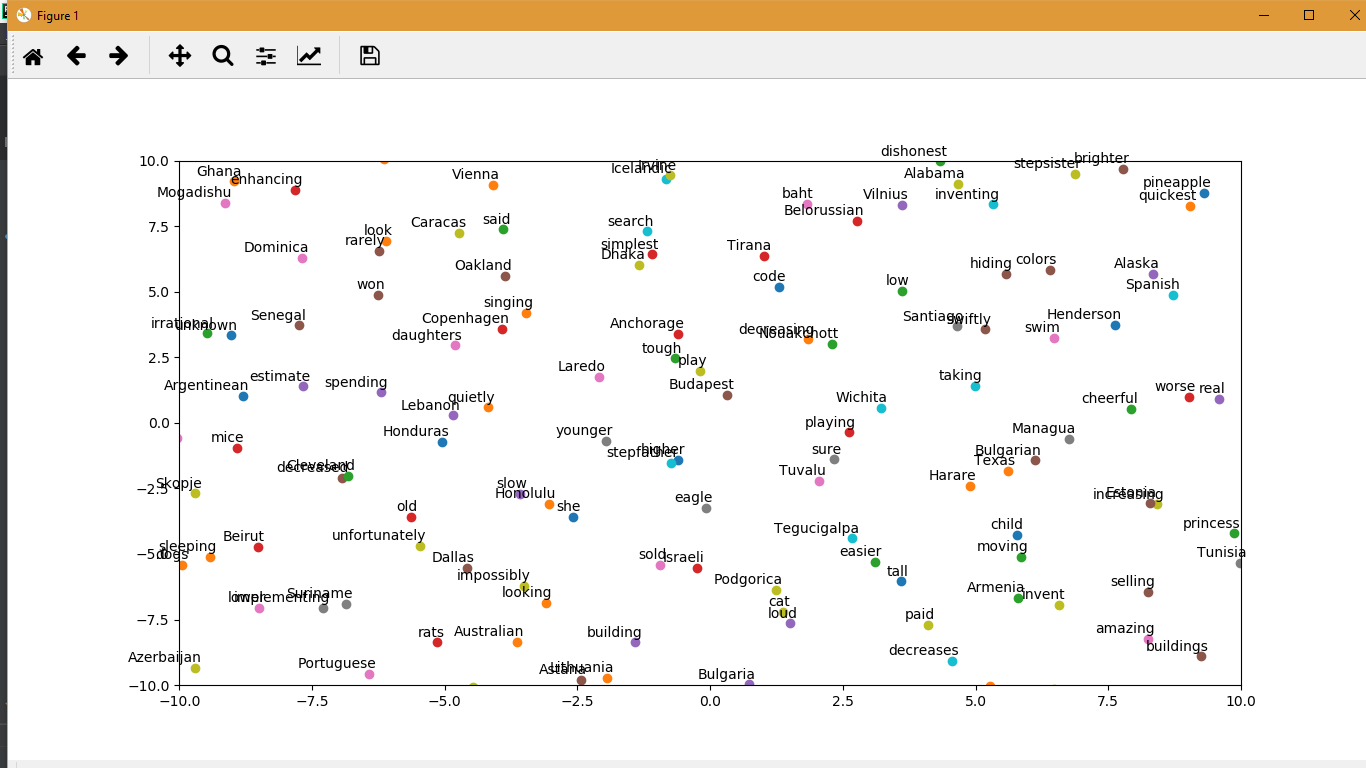 Figure 1
dishonest
10.0
Irvine
Icelandic
brighter
stepsister
Ghana
enhancing
Vienna
Alabama
pineapple
Mogadishu
baht
Vilnius
inventing
quickest
Belorussian
7.5
Caracas
said
search
look
rarely
simplest
Tirana
Dominica
Dhaka
Oakland
hiding
colors
Alaska
code
won
low
Spanish
5.0
singing
Senegal
Copenhagen
Anchorage
Santiago
swiftly
Henderson
irrational
unknown
decreasing
Nouakchott
swim
daughters
tough
2.5
play
Laredo
estimate
spending
Budapest
taking
Argentinean
quietly
Lebanon
Wichita
cheerful
worse
real
0.0
Honduras
younger
playing
Managua
mice
higher
stepfather
sure
Bulgarian
Cleveland
decreased
Texas
Tuvalu
Harare
−2.5
Skopje
slow
Honolulu
eagle
Estonia
increasing
old
she
child
princess
Beirut
unfortunately
Tegucigalpa
sleeping
dogs
−5.0
Dallas
sold
Israeli
easier
moving
Tunisia
impossibly
Podgorica
tall
selling
lower
implementing
Suriname
looking
cat
loud
Armenia
invent
−7.5
rats
Australian
building
paid
amazing
Azerbaijan
Portuguese
Astana
Lithuania
decreases
buildings
Bulgaria
−10.0
−10.0 −7.5 −5.0 −2.5 0.0 2.5 5.0 7.5 10.0